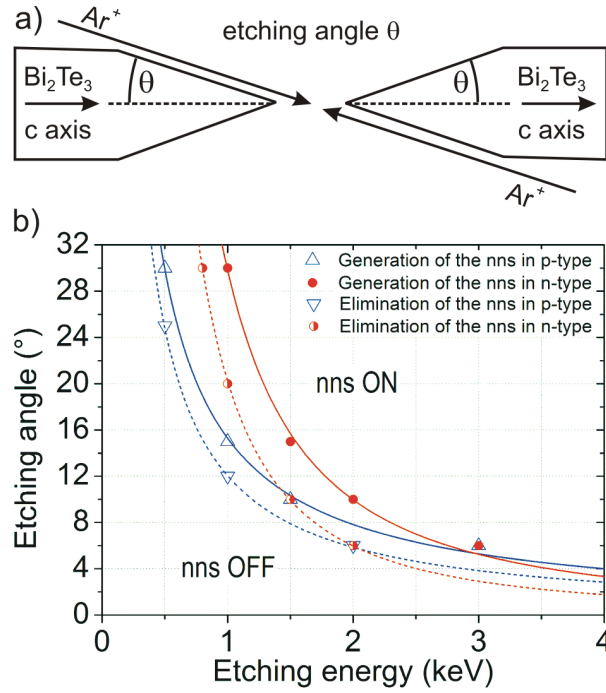 a)
Ar+
etching angle θ
Bi2Te3
c axis
θ
θ
Bi2Te3
c axis
Ar+
b)
Etching angle (°)
32
28
24
20
16
12
8
4
0
Generation of the nns in p-type
Generation of the nns in n-type
Elimination of the nns in p-type
Elimination of the nns in n-type
nns ON
nns OFF
0 1 2 3 4
Etching energy (keV)